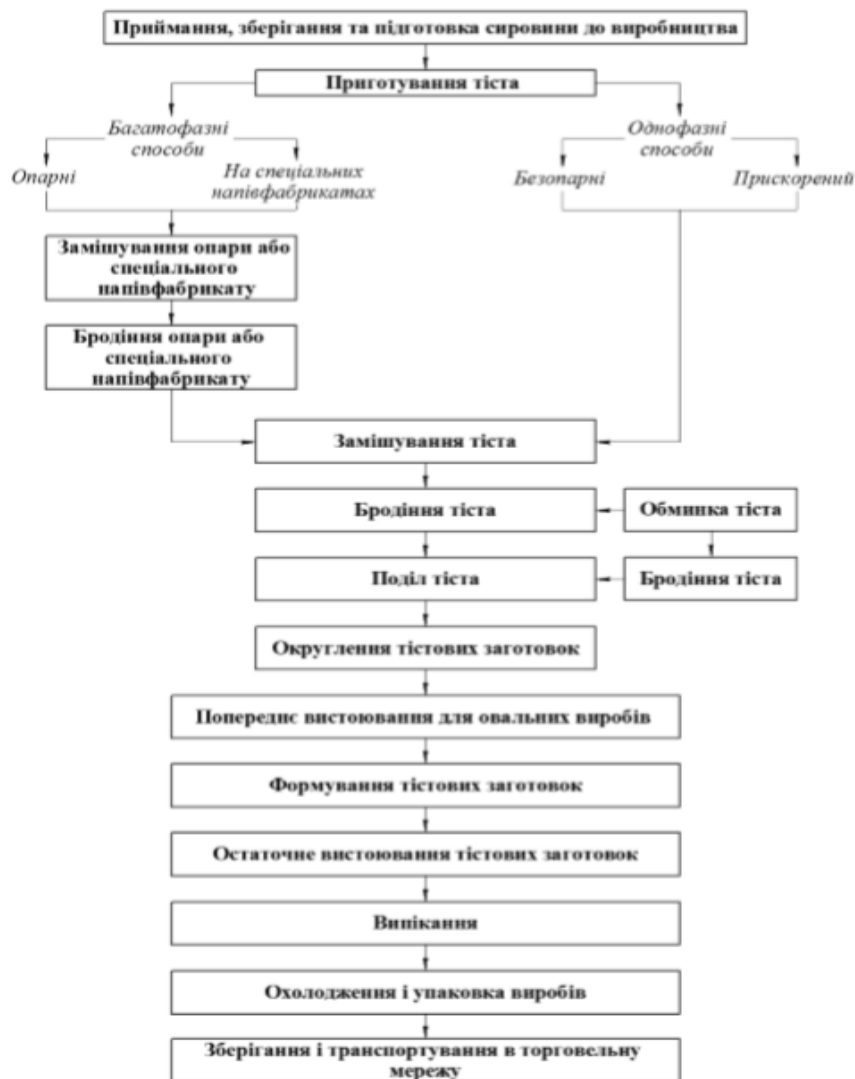 Приймання, зберігання та підготовка сировини до виробництва
Приготування тіста
Багатофазні
способи
Однофазні
способи
Опарні
На спеціальних
напівфабрикатах
Безопарні
Прискорений
Замішування опари або
спеціального
напівфабрикату
Бродіння опари або
спеціального
напівфабрикату
Замішування тіста
Бродіння тіста
Обминка тіста
Поділ тіста
Бродіння тіста
Округлення тістових заготовок
Попереднє вистоювання для овальних виробів
Формування тістових заготовок
Остаточне вистоювання тістових заготовок
Випікання
Охолодження і упаковка виробів
Зберігання і транспортування в торговельну
мережу